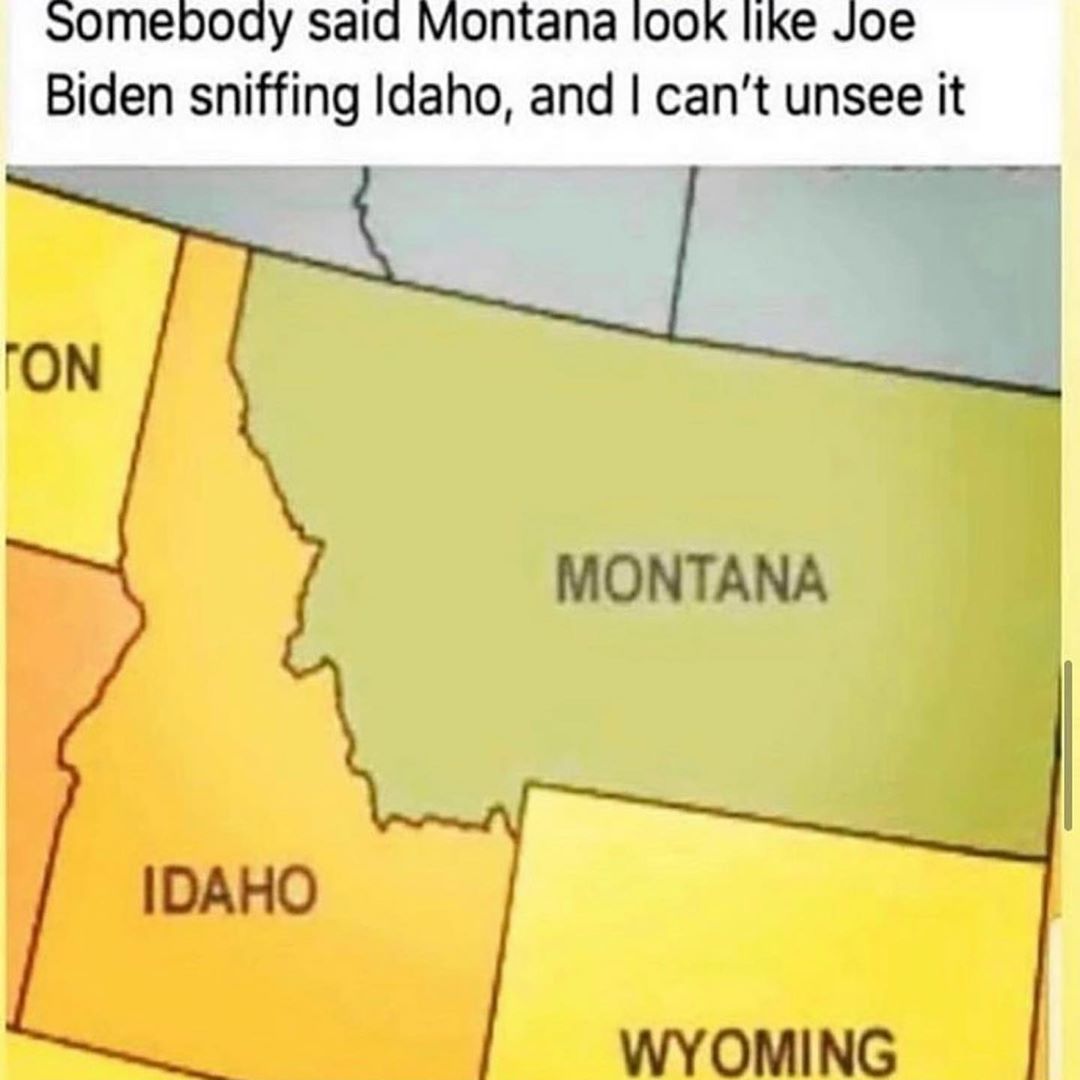 Somebody said Montana look like Joe
Biden sniffing Idaho, and I can't unsee it
TON
MONTANA
IDAHO
WYOMING